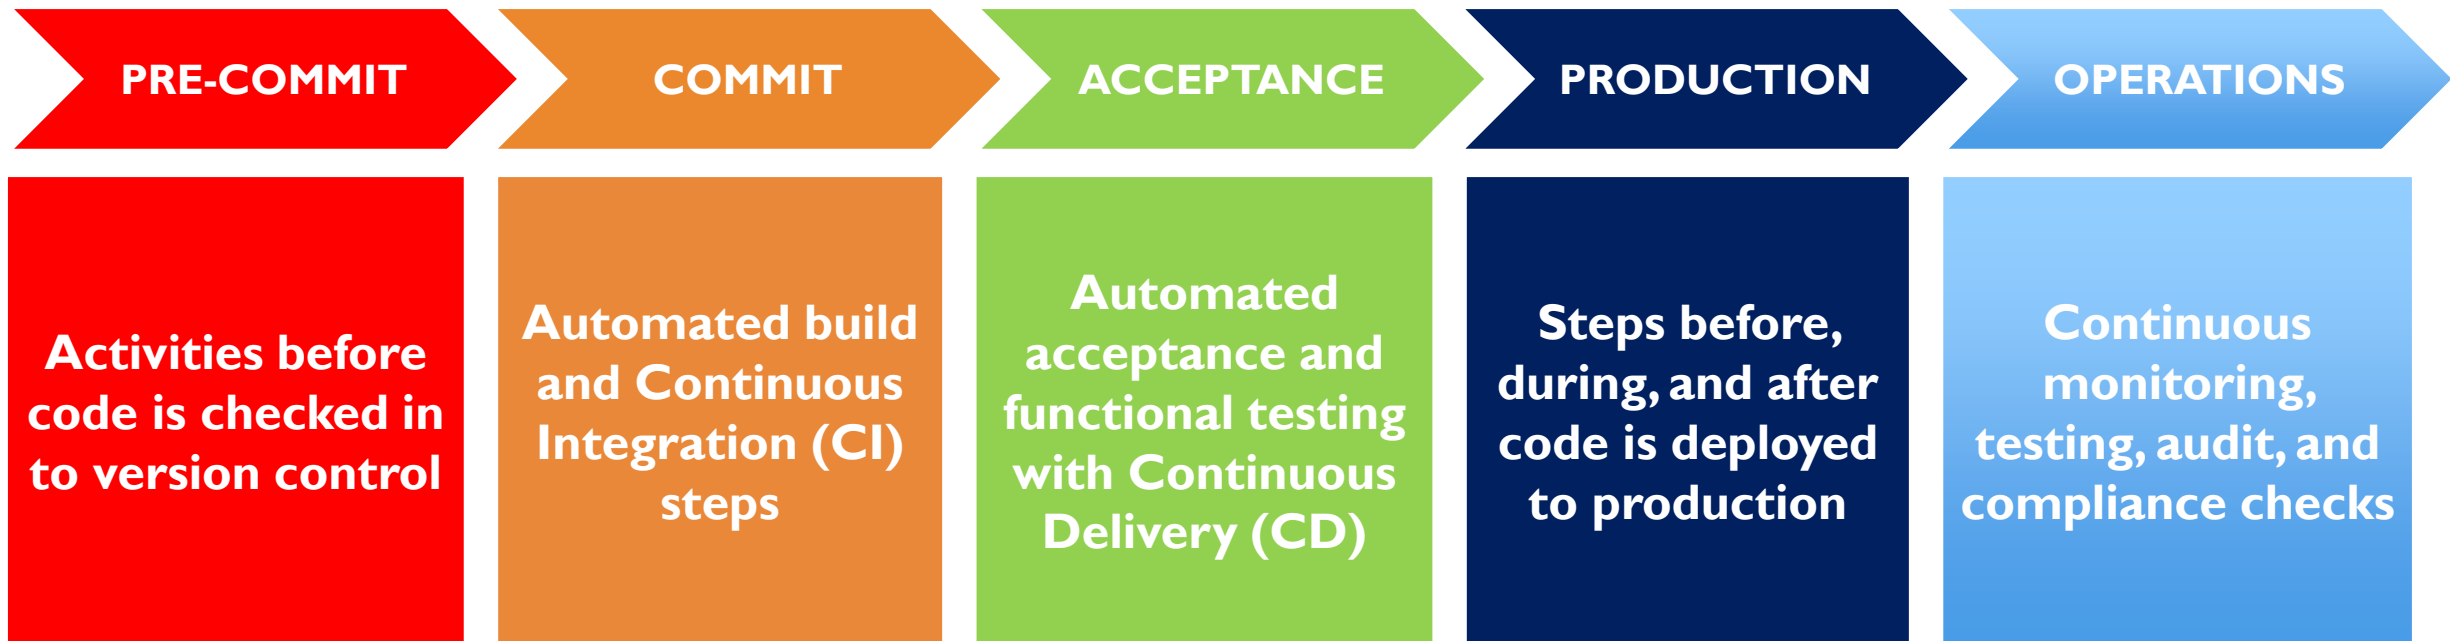 PRE-COMMIT
COMMIT
ACCEPTANCE
PRODUCTION
OPERATIONS
Activities before
code is checked in
to version control
Automated build
and Continuous
Integration (CI)
steps
Automated
acceptance and
functional testing
with Continuous
Delivery (CD)
Steps before,
during, and after
code is deployed
to production
Continuous
monitoring,
testing, audit, and
compliance checks